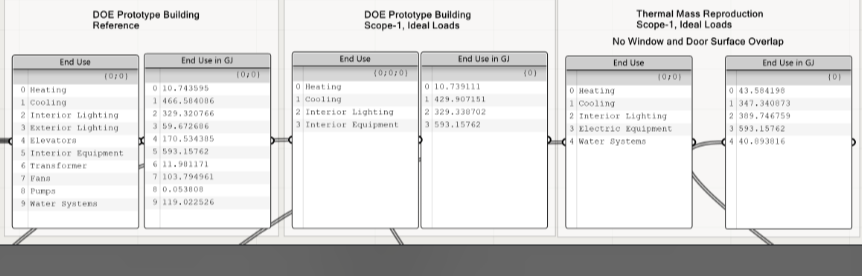 DOE Prototype Building
Reference
End Use
{0;0}
0 Heating
1 Cooling
2 Interior Lighting
3 Exterior Lighting
4 Elevators
5 Interior Equipment
6 Transformer
7 Fans
8 Pumps
9 Water Systems
End Use in GJ
{0;0}
0 10.743595
1 466.584086
2 329.320766
3 59.672686
4 170.534385
5 593.15762
6 11.981171
7 103.794961
8 0.053808
9 119.022526
DOE Prototype Building
Scope-1, Ideal Loads
End Use
{0;0;0}
0 Heating
1 Cooling
2 Interior Lighting
3 Interior Equipment
End Use in GJ
{0}
0 10.739111
1 429.907151
2 329.330702
3 593.15762
Thermal Mass Reproduction
Scope-1, Ideal Loads
No Window and Door Surface Overlap
End Use
{0;0}
0 Heating
1 Cooling
2 Interior Lighting
3 Electric Equipment
4 Water Systems
End Use in GJ
{0}
0 43.584198
1 347.340873
2 389.746759
3 593.15762
4 40.893016